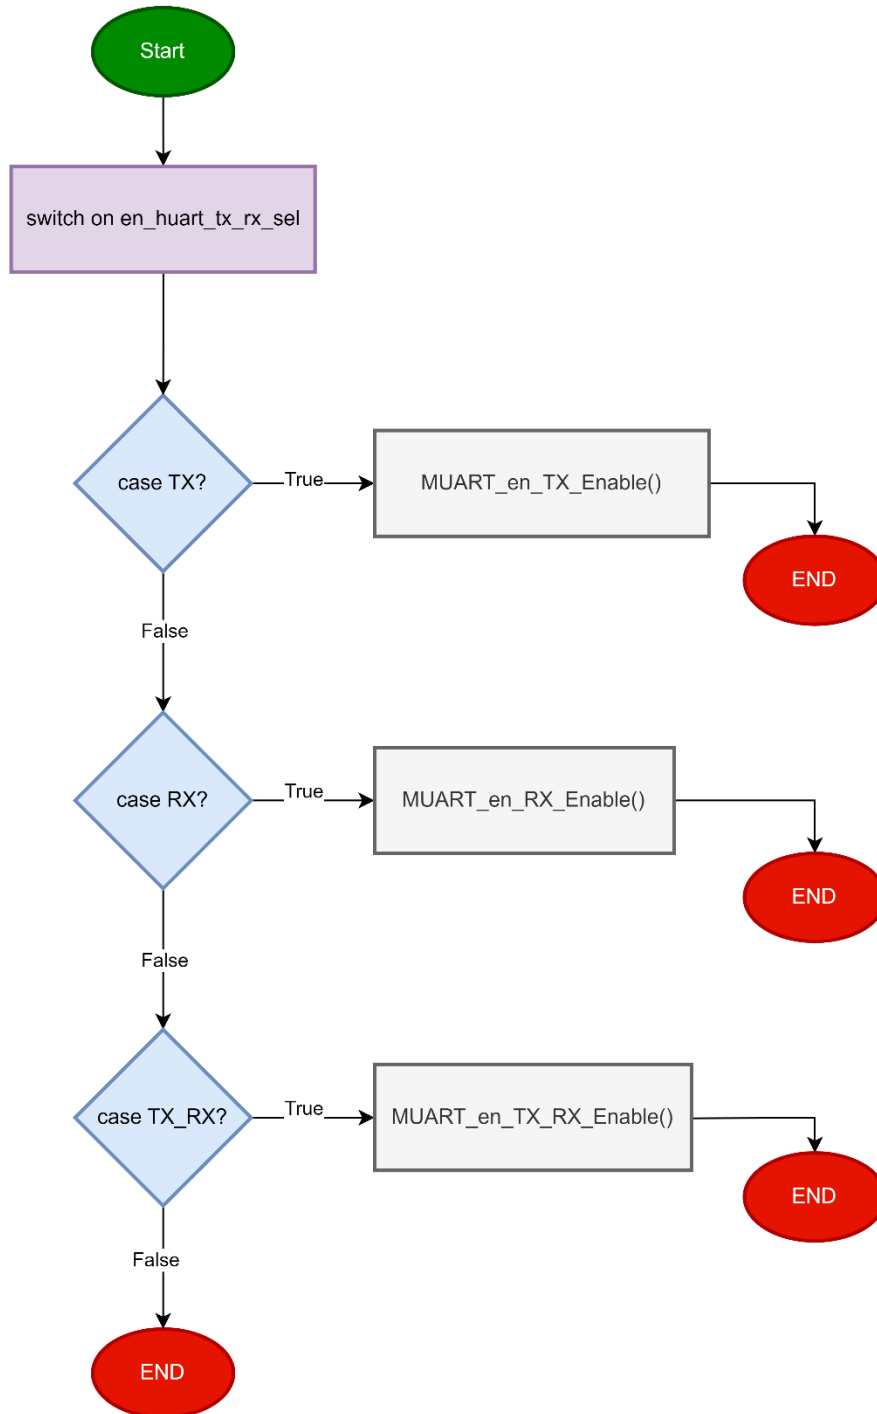 Start
switch on en_huart_tx_rx_sel
case TX?
True
MUART_en_TX_Enable()
END
False
case RX?
True
MUART_en_RX_Enable()
END
False
case TX_RX?
True
MUART_en_TX_RX_Enable()
END
False
END